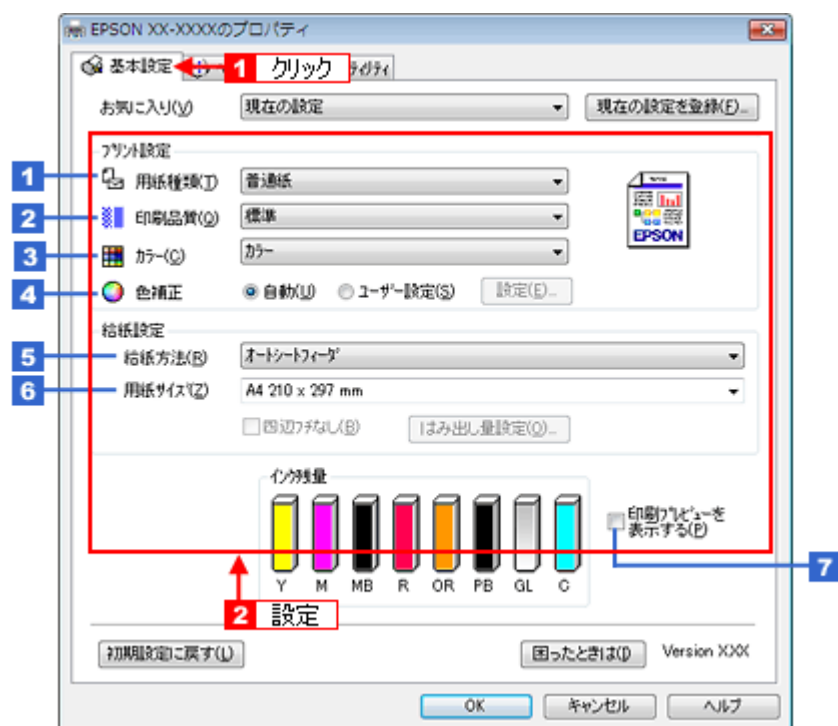 EPSON XX-XXXXのプロパティ
基本設定
1 クリック
ティリティ
お気に入り(V) 現在の設定 現在の設定を登録(F)...
プリント設定
1 用紙種類(T) 普通紙
EPSON
2 印刷品質(Q) 標準
3 カラー(C) カラー
4 色補正 自動(U) ユーザー設定(S) 設定(E)...
給紙設定
5 給紙方法(R) オートシートフィーダ
6 用紙サイズ(Z) A4 210 x 297 mm
四辺フチなし(B) はみ出し量設定(O)...
インク残量
印刷プレビューを
表示する(P)
7
Y M MB R OR PB GL C
2 設定
初期設定に戻す(L) 困ったときは(I) Version XXX
OK キャンセル ヘルプ